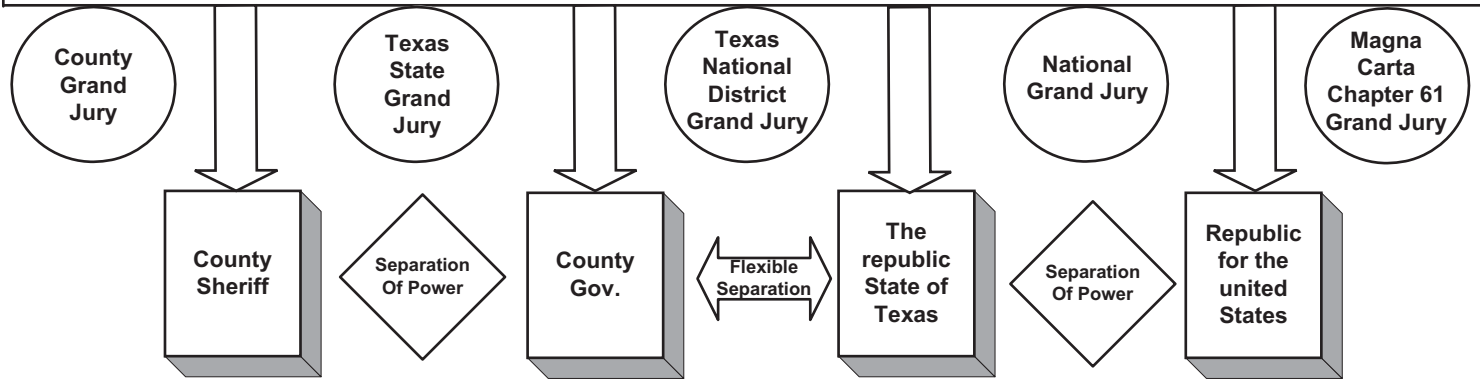 County
Grand
Jury
Texas
State
Grand
Jury
Texas
National
District
Grand Jury
National
Grand Jury
Magna
Carta
Chapter 61
Grand Jury
County
Sheriff
Separation
Of Power
County
Gov.
Flexible
Separation
The
republic
State of
Texas
Separation
Of Power
Republic
for the
united
States